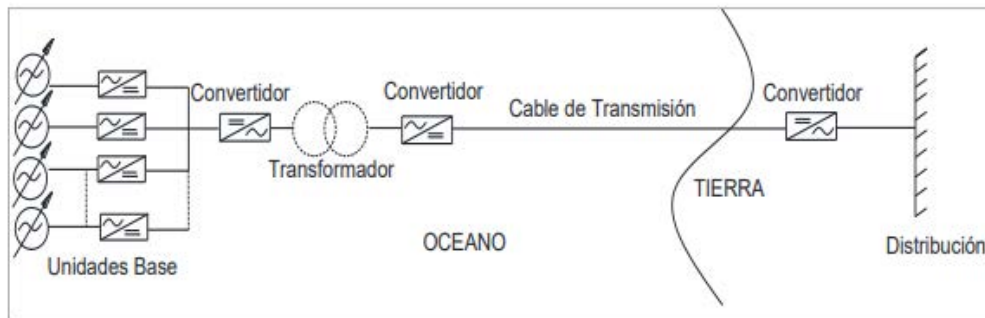 Convertidor
Convertidor
Cable de Transmisión
Convertidor
Transformador
TIERRA
OCEANO
Distribución
Unidades Base